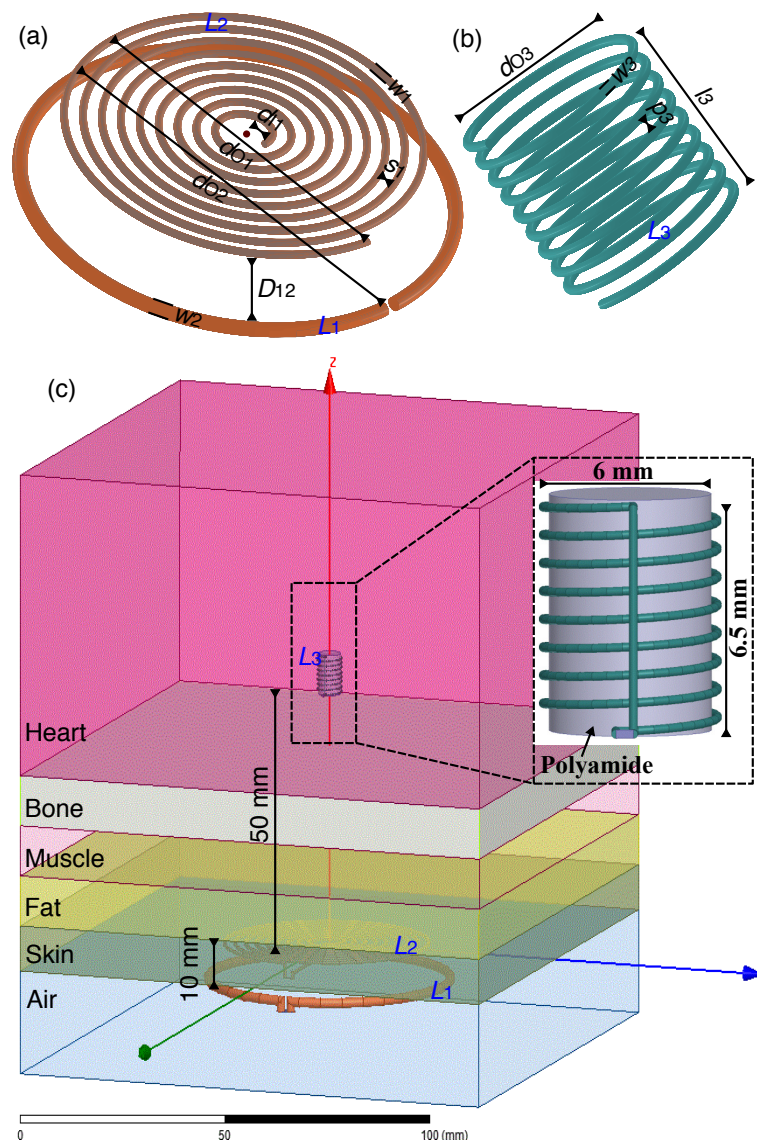 (a)
L2
w1
dI1
dO1
s1
dO2
D12
w2
L1
(b)
dO3
w3
l3
p3
L3
(c)
z
6 mm
L3
6.5 mm
Heart
Polyamide
Bone
50 mm
Muscle
Fat
Skin
10 mm
L2
Air
L1
0 50 100 (mm)